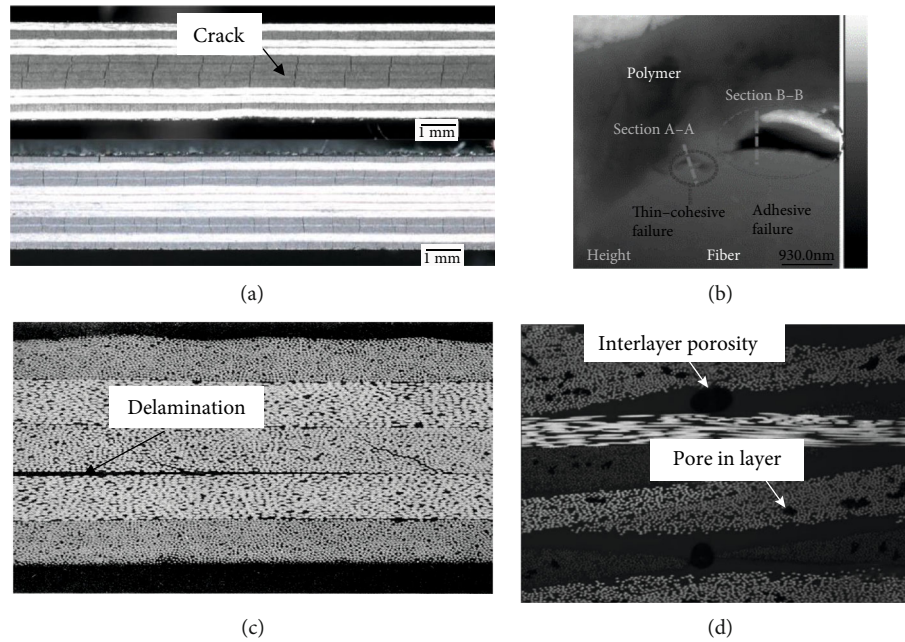 Crack
1 mm
1 mm
(a)
Polymer
Section B–B
Section A–A
Thin–cohesive
failure
Adhesive
failure
Height
Fiber
930.0nm
(b)
Delamination
(c)
Interlayer porosity
Pore in layer
(d)